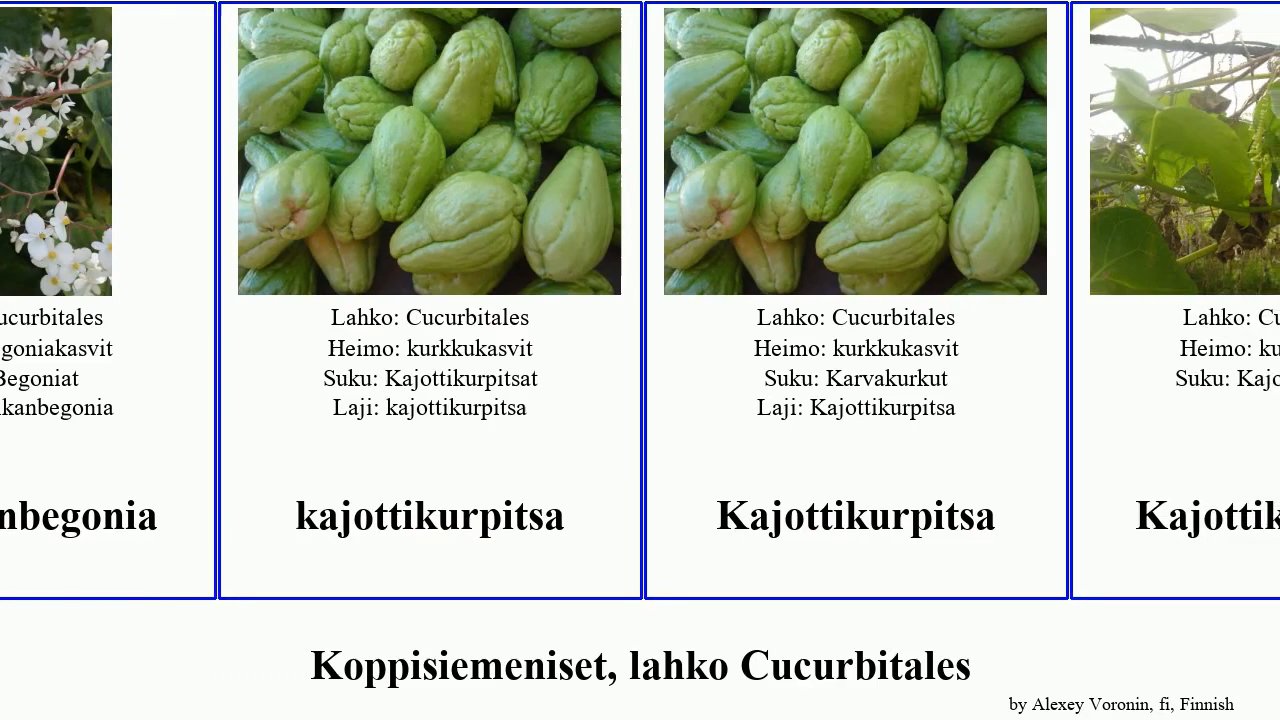 ucurbitales
goniakasvit
Begoniat
kanbegonia
nbegonia
Lahko: Cucurbitales
Heimo: kurkkukasvit
Suku: Kajottikurpitsat
Laji: kajottikurpitsa
kajottikurpitsa
Lahko: Cucurbitales
Heimo: kurkkukasvit
Suku: Karvakurkut
Laji: Kajottikurpitsa
Kajottikurpitsa
Lahko: Cu
Heimo: ku
Suku: Kajo
Kajottik
Koppisiemeniset, lahko Cucurbitales
by Alexey Voronin, fi, Finnish